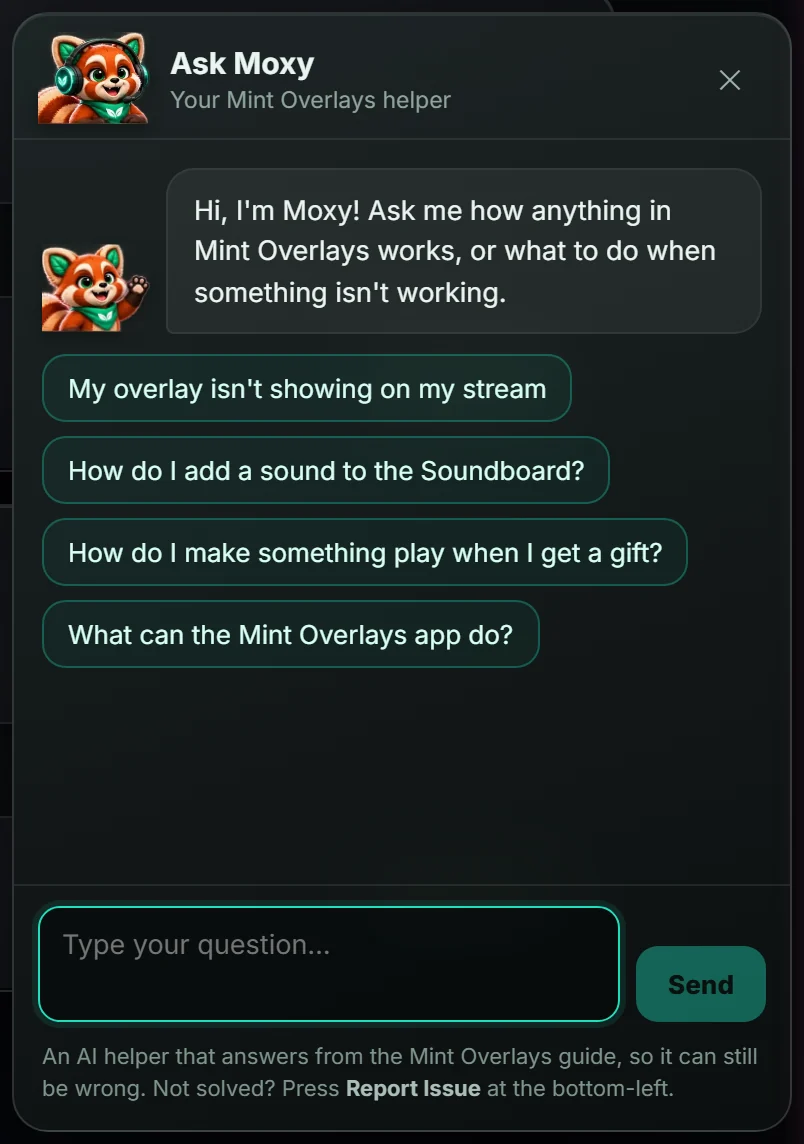 Ask Moxy
Your Mint Overlays helper
Hi, I'm Moxy! Ask me how anything in
Mint Overlays works, or what to do when
something isn't working.
My overlay isn't showing on my stream
How do I add a sound to the Soundboard?
How do I make something play when I get a gift?
What can the Mint Overlays app do?
Type your question...
Send
An AI helper that answers from the Mint Overlays guide, so it can still
be wrong. Not solved? Press Report Issue at the bottom-left.